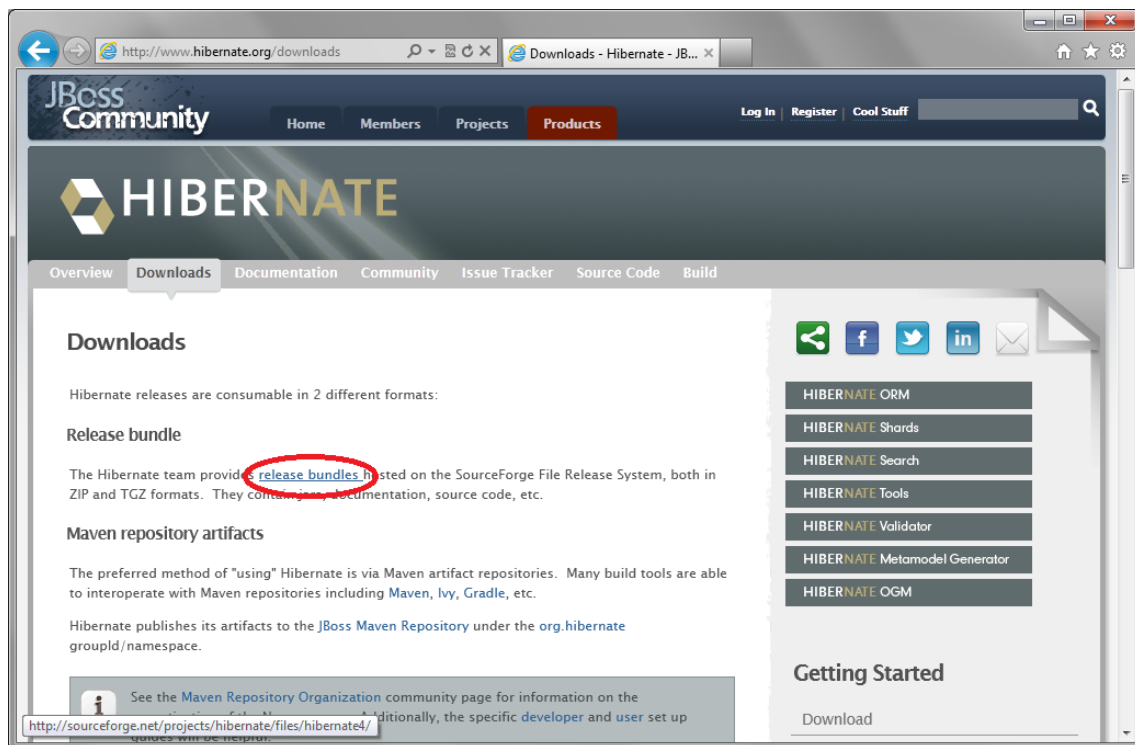 http://www.hibernate.org/downloads
Downloads - Hibernate - JB...
JBoss
Community
Home Members Projects Products
Log In | Register | Cool Stuff
HIBERNATE
Overview Downloads Documentation Community Issue Tracker Source Code Build
Downloads
Hibernate releases are consumable in 2 different formats:
Release bundle
The Hibernate team provides release bundles hosted on the SourceForge File Release System, both in
ZIP and TGZ formats. They contain jars, documentation, source code, etc.
Maven repository artifacts
The preferred method of "using" Hibernate is via Maven artifact repositories. Many build tools are able
to interoperate with Maven repositories including Maven, Ivy, Gradle, etc.
Hibernate publishes its artifacts to the JBoss Maven Repository under the org.hibernate
groupId/namespace.
See the Maven Repository Organization community page for information on the
Additionally, the specific developer and user set up
guides will be helpful.
http://sourceforge.net/projects/hibernate/files/hibernate4/
HIBERNATE ORM
HIBERNATE Shards
HIBERNATE Search
HIBERNATE Tools
HIBERNATE Validator
HIBERNATE Metamodel Generator
HIBERNATE OGM
Getting Started
Download